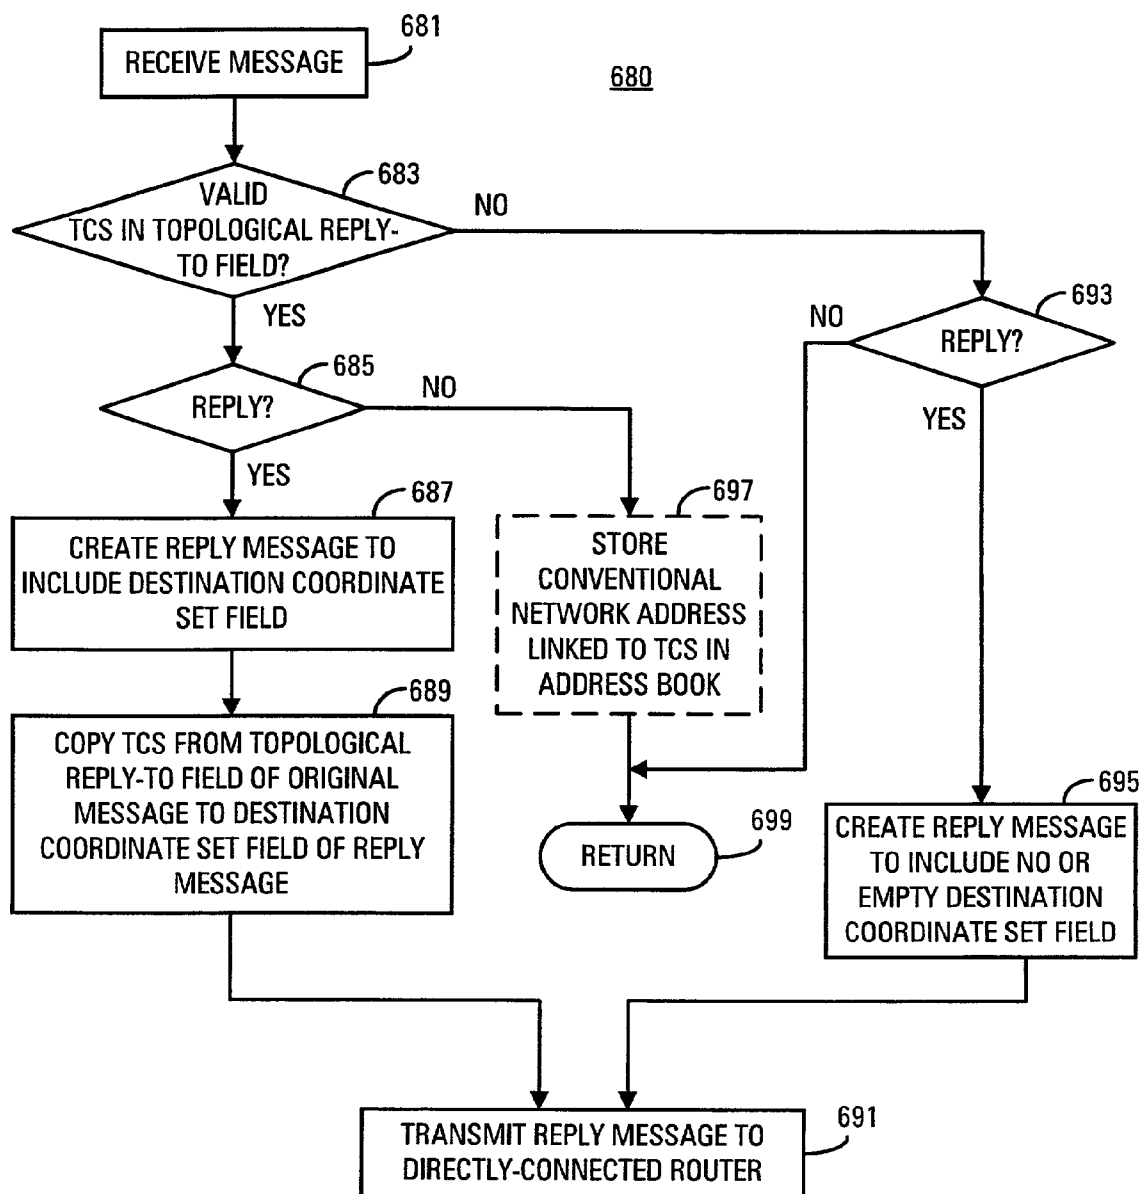 681
RECEIVE MESSAGE
680
683
VALID
TCS IN TOPOLOGICAL REPLY-
TO FIELD?
NO
YES
693
NO
REPLY?
YES
685
REPLY?
NO
YES
687
CREATE REPLY MESSAGE TO
INCLUDE DESTINATION COORDINATE
SET FIELD
697
STORE
CONVENTIONAL
NETWORK ADDRESS
LINKED TO TCS IN
ADDRESS BOOK
689
COPY TCS FROM TOPOLOGICAL
REPLY-TO FIELD OF ORIGINAL
MESSAGE TO DESTINATION
COORDINATE SET FIELD OF REPLY
MESSAGE
699
RETURN
695
CREATE REPLY MESSAGE
TO INCLUDE NO OR
EMPTY DESTINATION
COORDINATE SET FIELD
691
TRANSMIT REPLY MESSAGE TO
DIRECTLY-CONNECTED ROUTER